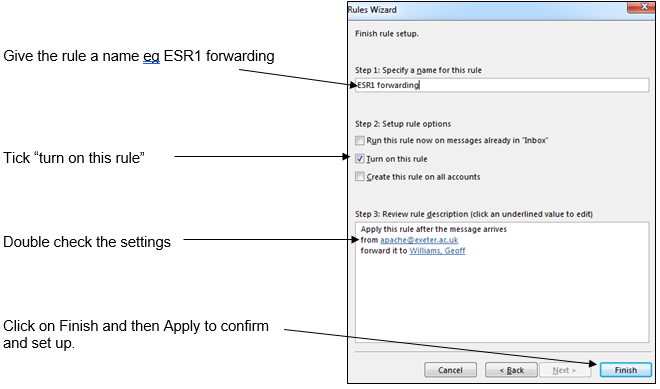 Rules Wizard
Finish rule setup.
Give the rule a name eg ESR1 forwarding
Step 1: Specify a name for this rule
ESR1 forwarding
Step 2: Setup rule options
Run this rule now on messages already in "Inbox"
Tick “turn on this rule”
Turn on this rule
Create this rule on all accounts
Step 3: Review rule description (click an underlined value to edit)
Apply this rule after the message arrives
Double check the settings
from apache@exeter.ac.uk
forward it to Williams, Geoff
Click on Finish and then Apply to confirm
and set up.
Cancel
< Back
Next >
Finish